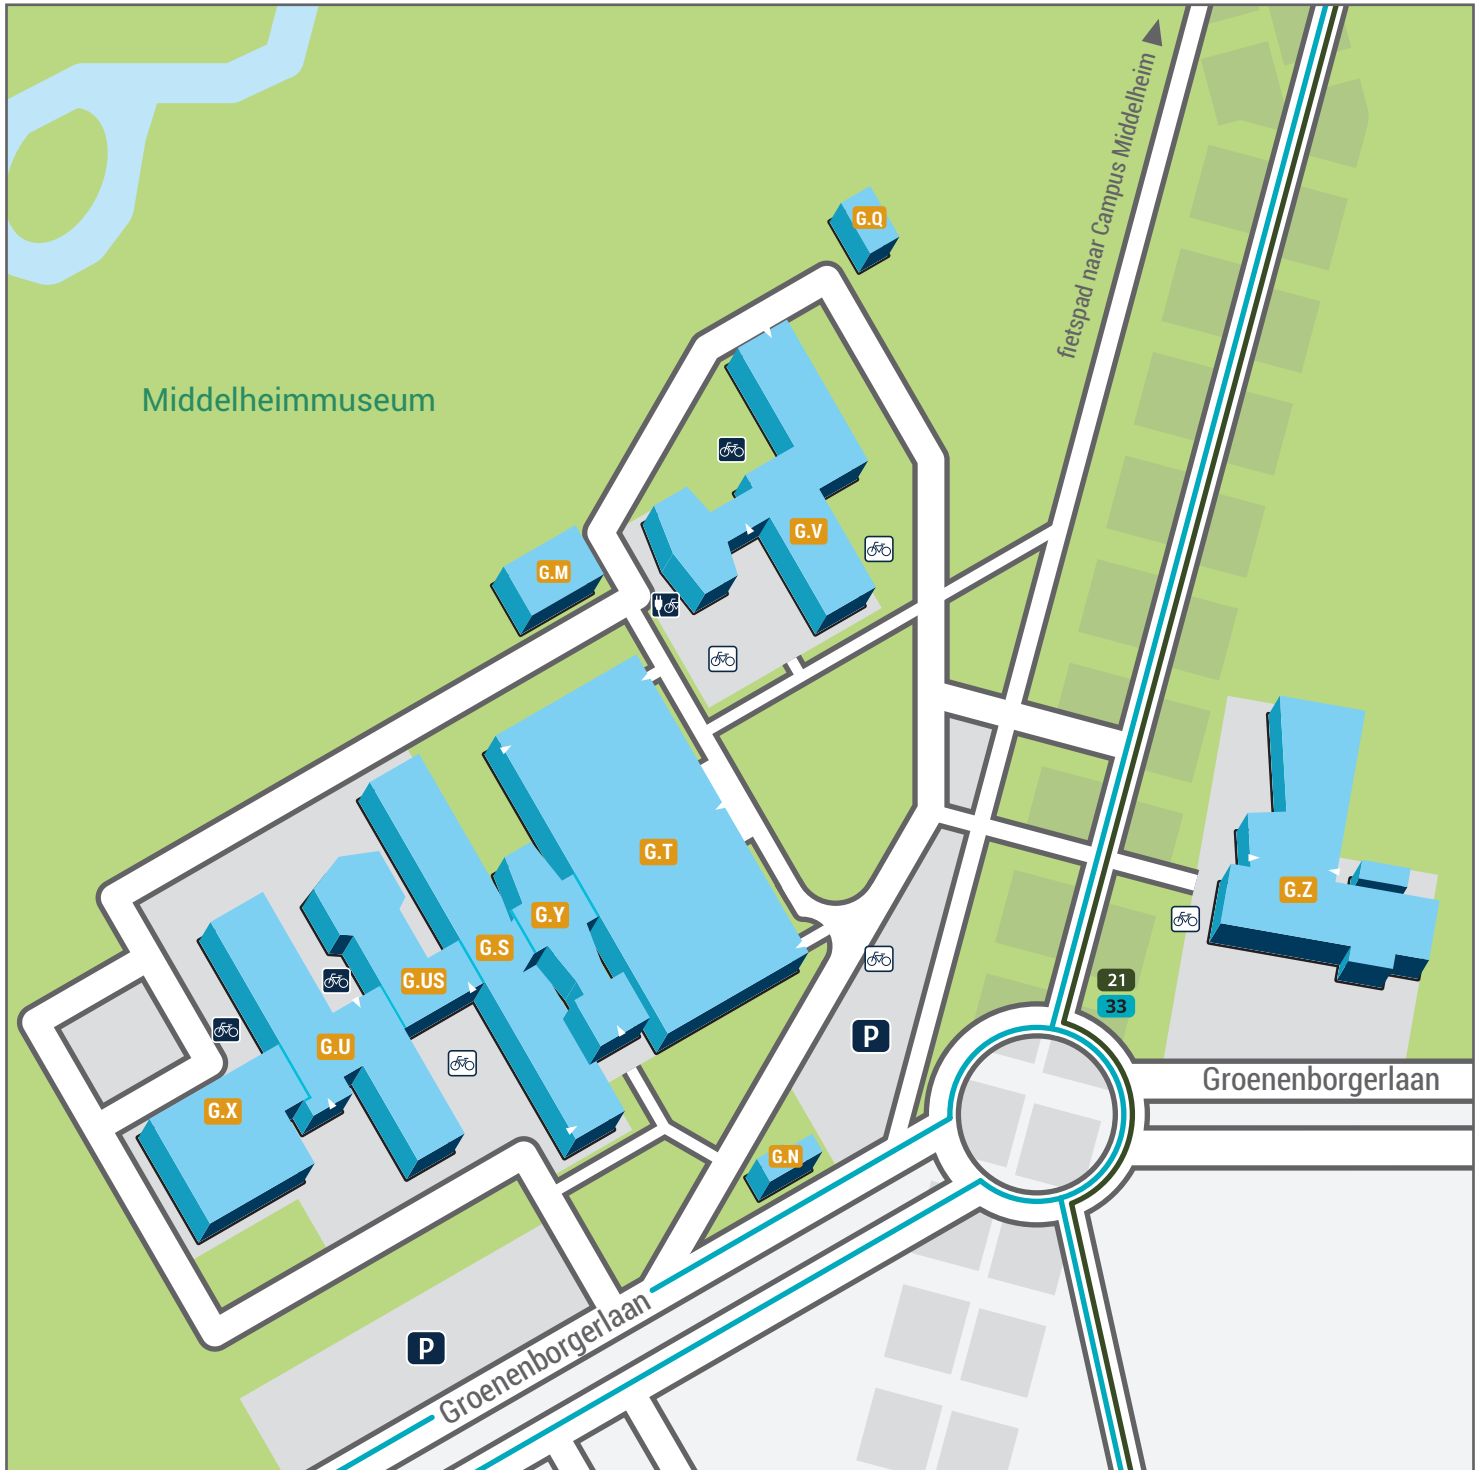 fietspad naar Campus Middelheim
G.Q
Middelheimmuseum
G.V
G.M
G.T
G.Z
G.Y
G.S
G.US
21
33
G.U
P
Groenenborgerlaan
G.X
G.N
Groenenborgerlaan
P